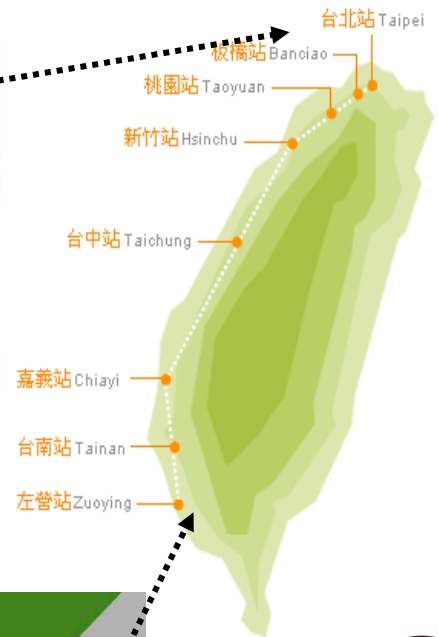 台北站 Taipei
板橋站 Banciao
桃園站 Taoyuan
新竹站 Hsinchu
台中站 Taichung
嘉義站 Chiayi
台南站 Tainan
左營站 Zuoying